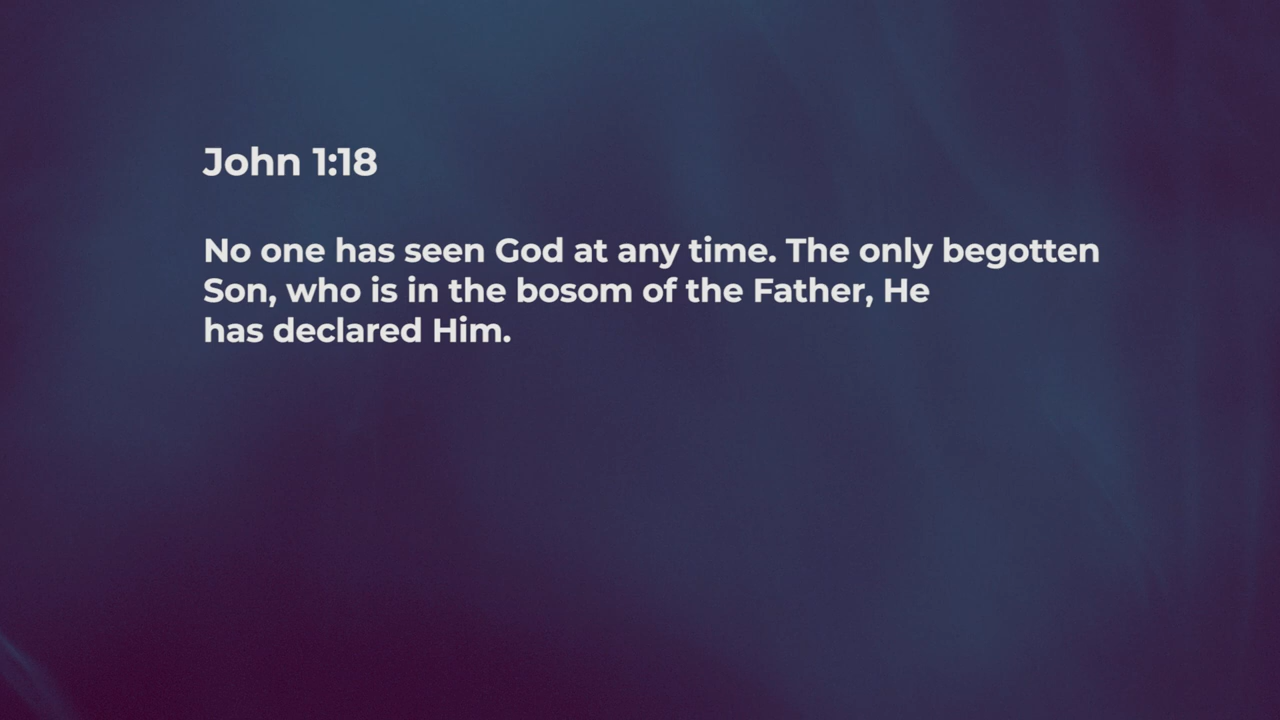 John 1:18
No one has seen God at any time. The only begotten
Son, who is in the bosom of the Father, He
has declared Him.